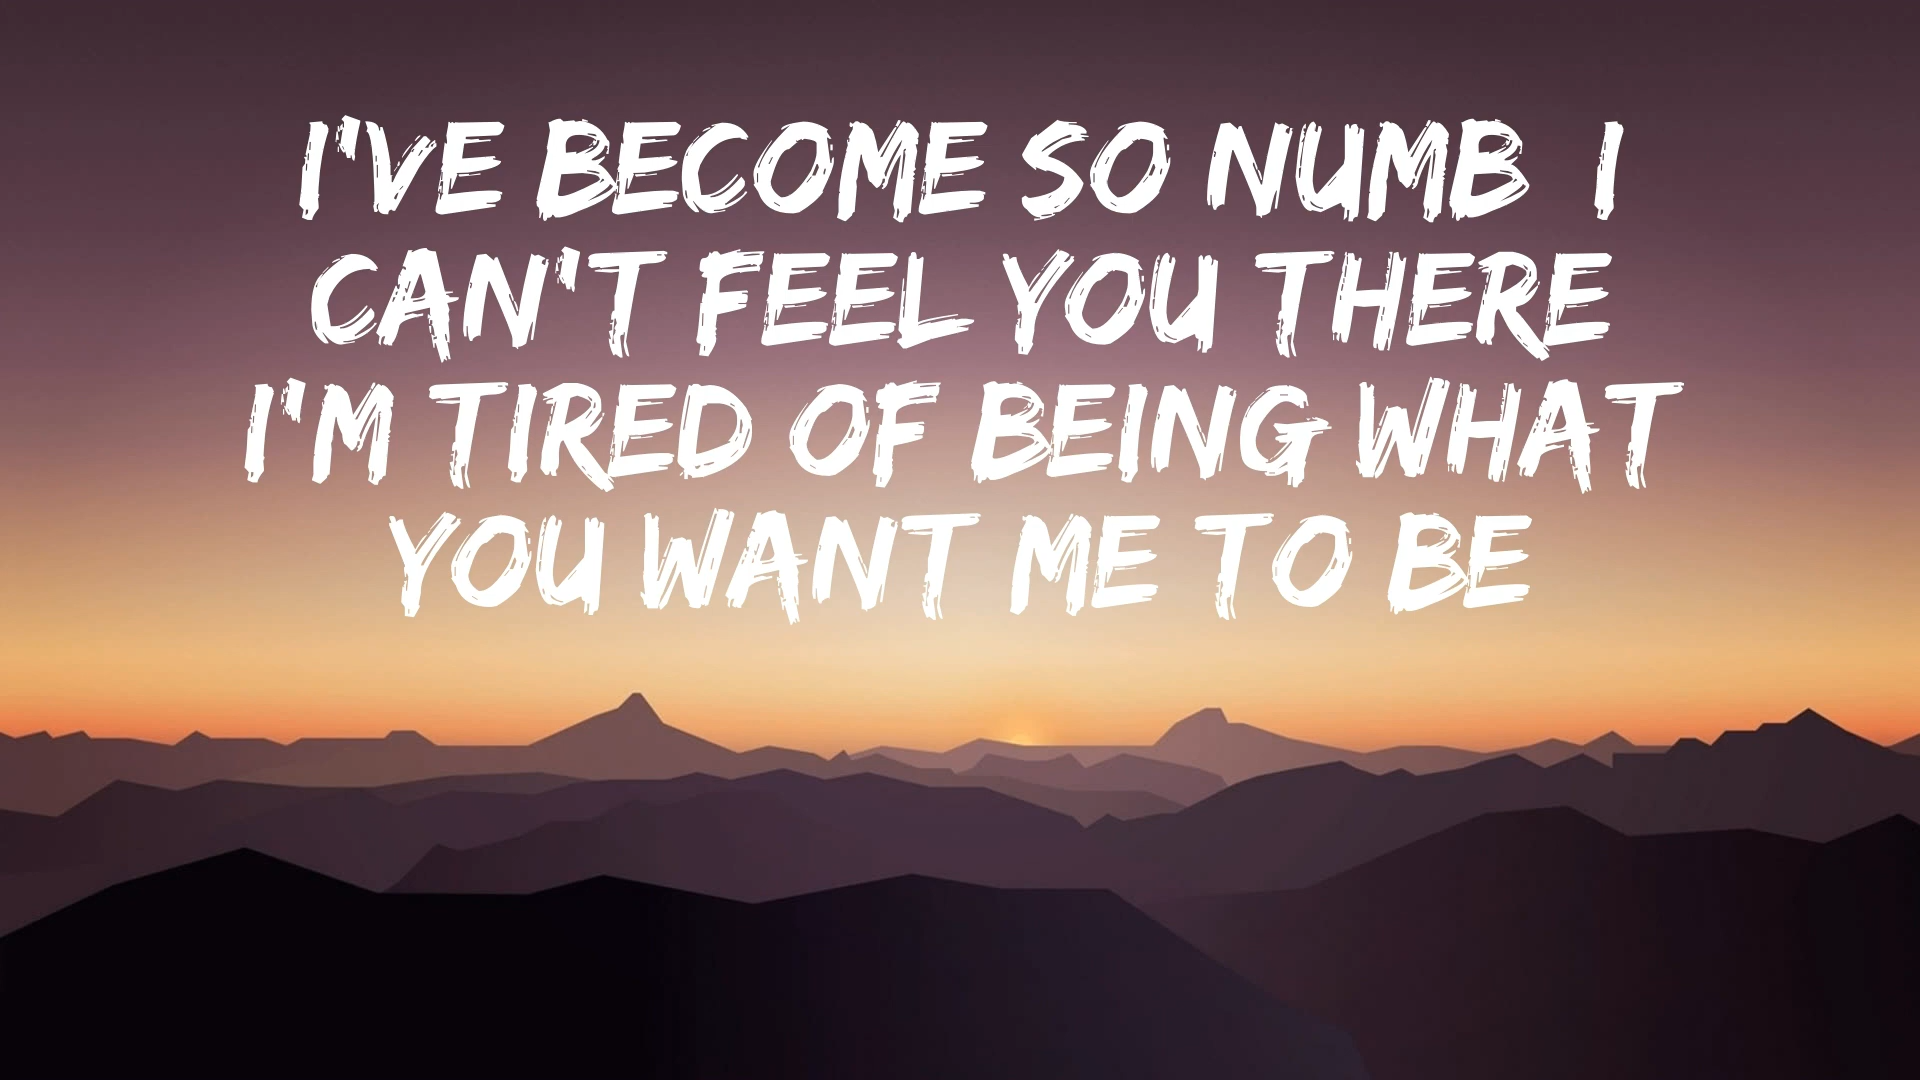 I'VE BECOME SO NUMB I
CAN'T FEEL YOU THERE
I'M TIRED OF BEING WHAT
YOU WANT ME TO BE